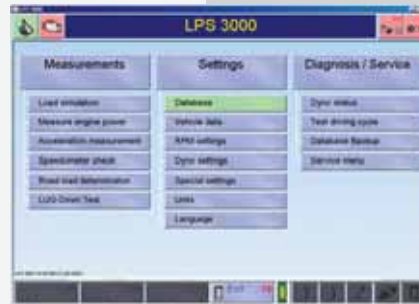 LPS 3000
Measurements
Load simulation
Measure engine power
Acceleration measurement
Speedometer check
Road load determination
LUG-Down Test
Settings
Database
Vehicle data
RPM settings
Dyno settings
Special settings
Units
Language
Diagnosis / Service
Dyno status
Test driving cycle
Database Backup
Service menu